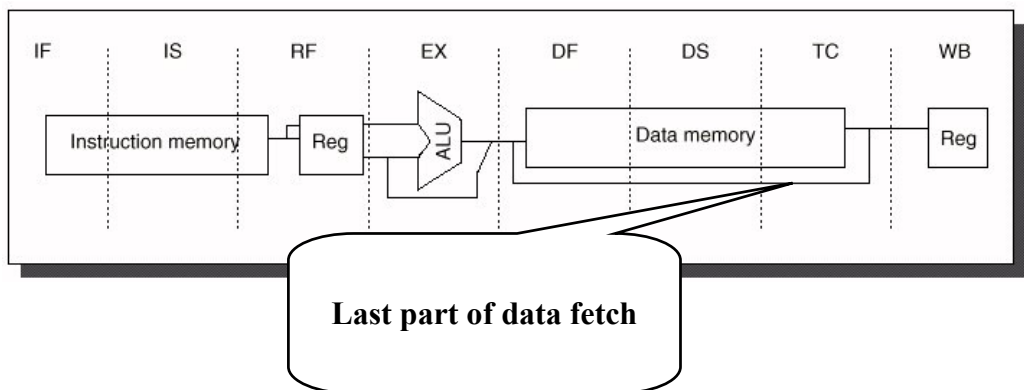 IF IS RF EX DF DS TC WB
Instruction memory Reg ALU Data memory Reg
Last part of data fetch